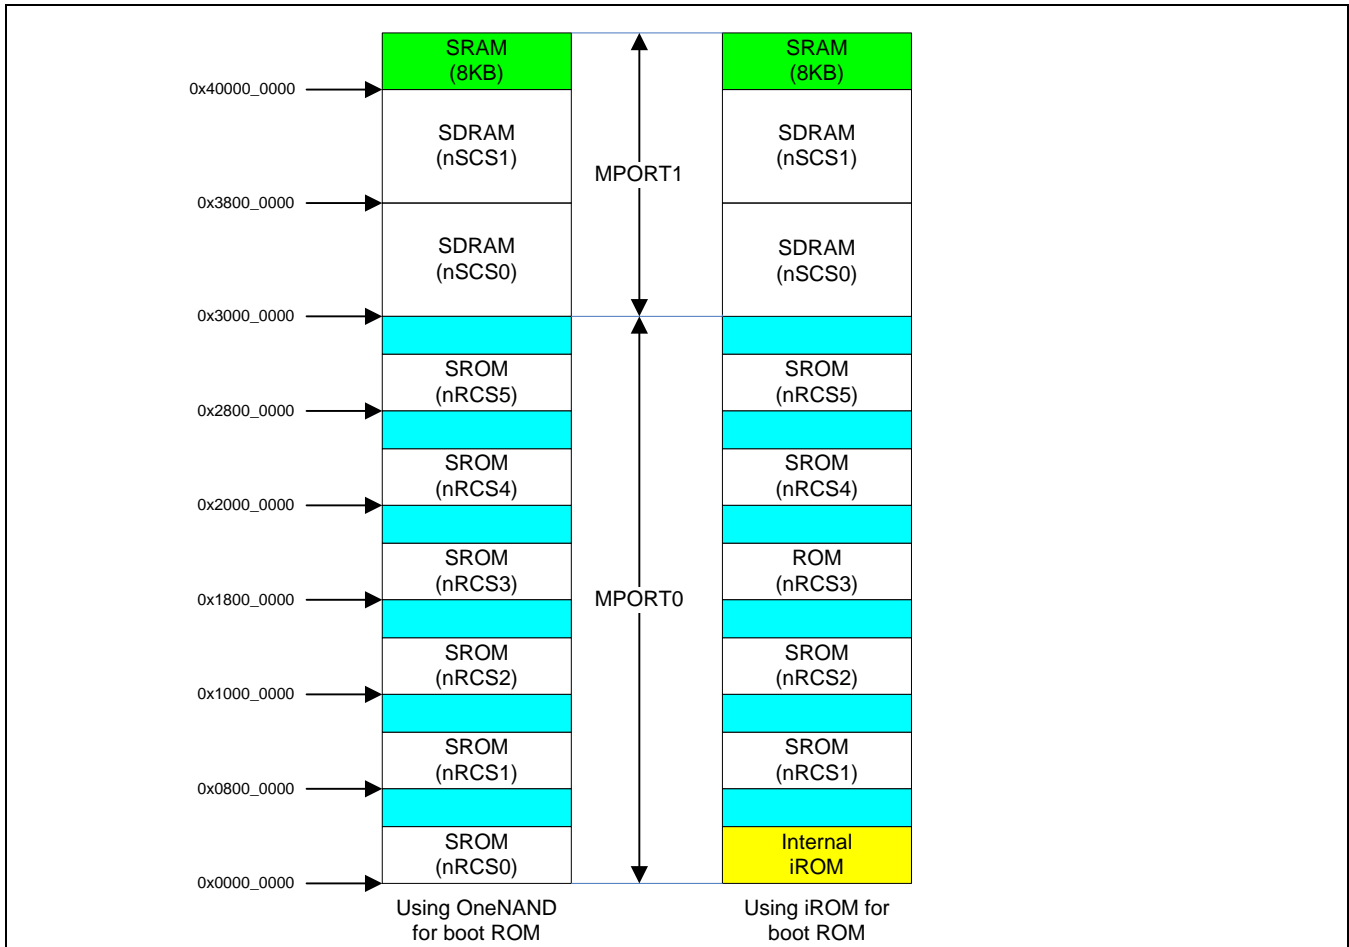 SRAM
(8KB)
SRAM
(8KB)
0x40000_0000
SDRAM
(nSCS1)
SDRAM
(nSCS1)
MPORT1
0x3800_0000
SDRAM
(nSCS0)
SDRAM
(nSCS0)
0x3000_0000
SROM
(nRCS5)
SROM
(nRCS5)
0x2800_0000
SROM
(nRCS4)
SROM
(nRCS4)
0x2000_0000
SROM
(nRCS3)
ROM
(nRCS3)
0x1800_0000
MPORT0
SROM
(nRCS2)
SROM
(nRCS2)
0x1000_0000
SROM
(nRCS1)
SROM
(nRCS1)
0x0800_0000
SROM
(nRCS0)
Internal
iROM
0x0000_0000
Using OneNAND
for boot ROM
Using iROM for
boot ROM